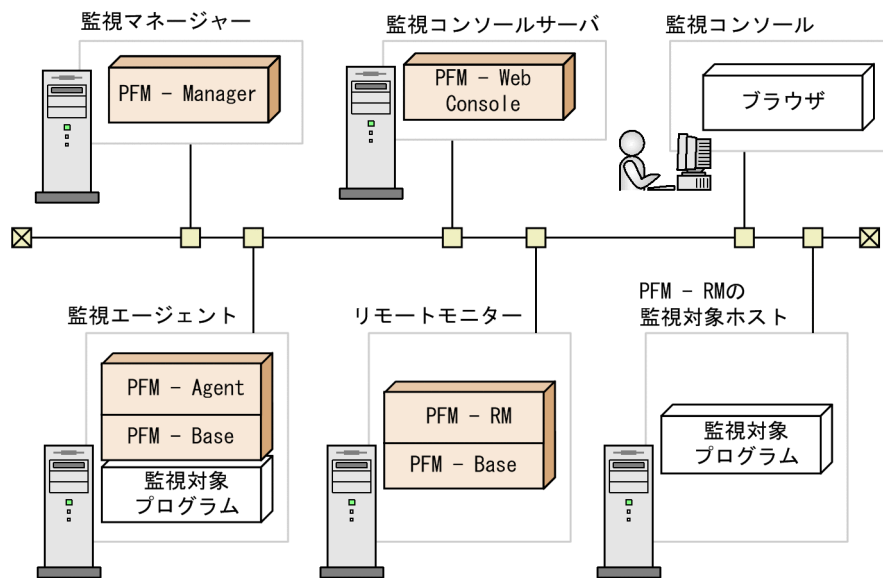 監視マネージャー
PFM − Manager
監視コンソールサーバ
PFM − Web
Console
監視コンソール
ブラウザ
監視エージェント
PFM − Agent
PFM − Base
監視対象
プログラム
リモートモニター
PFM − RM
PFM − Base
PFM − RMの
監視対象ホスト
監視対象
プログラム